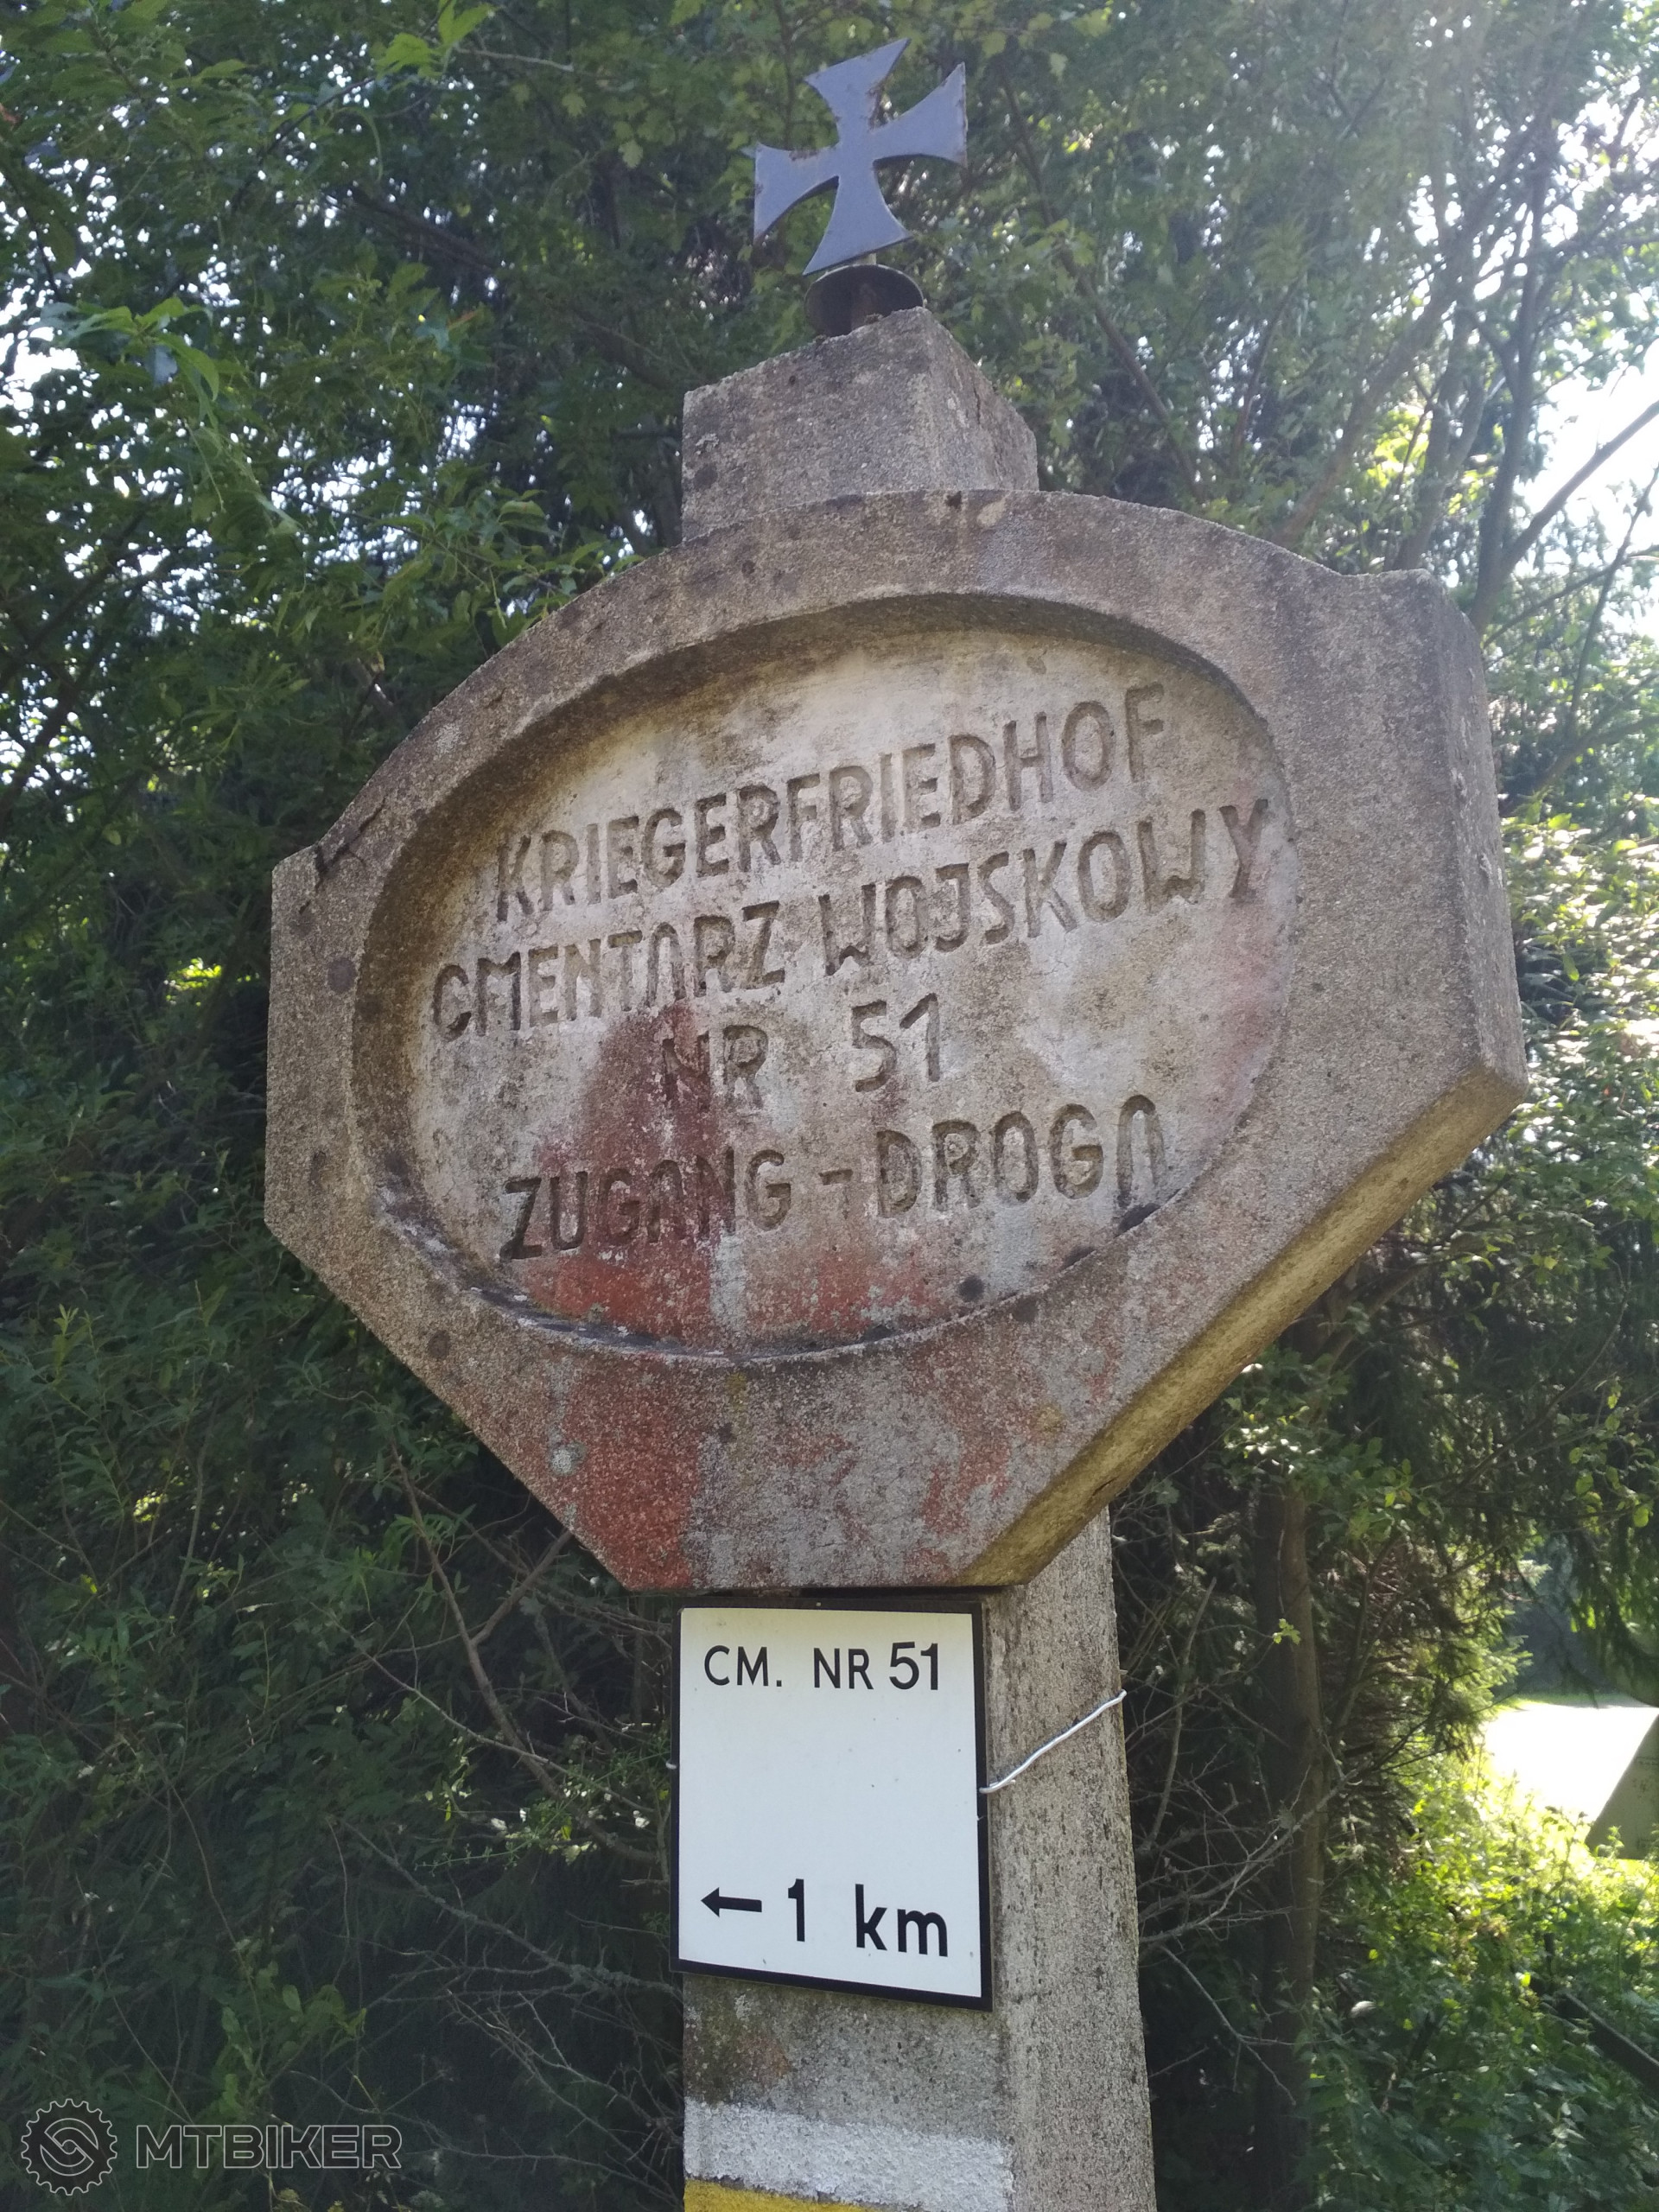 KRIEGERFRIEDHOF
CMENTARZ WOJSKOWY
NR 51
ZUGANG - DROGA
CM. NR 51
← 1 km
MTBIKER